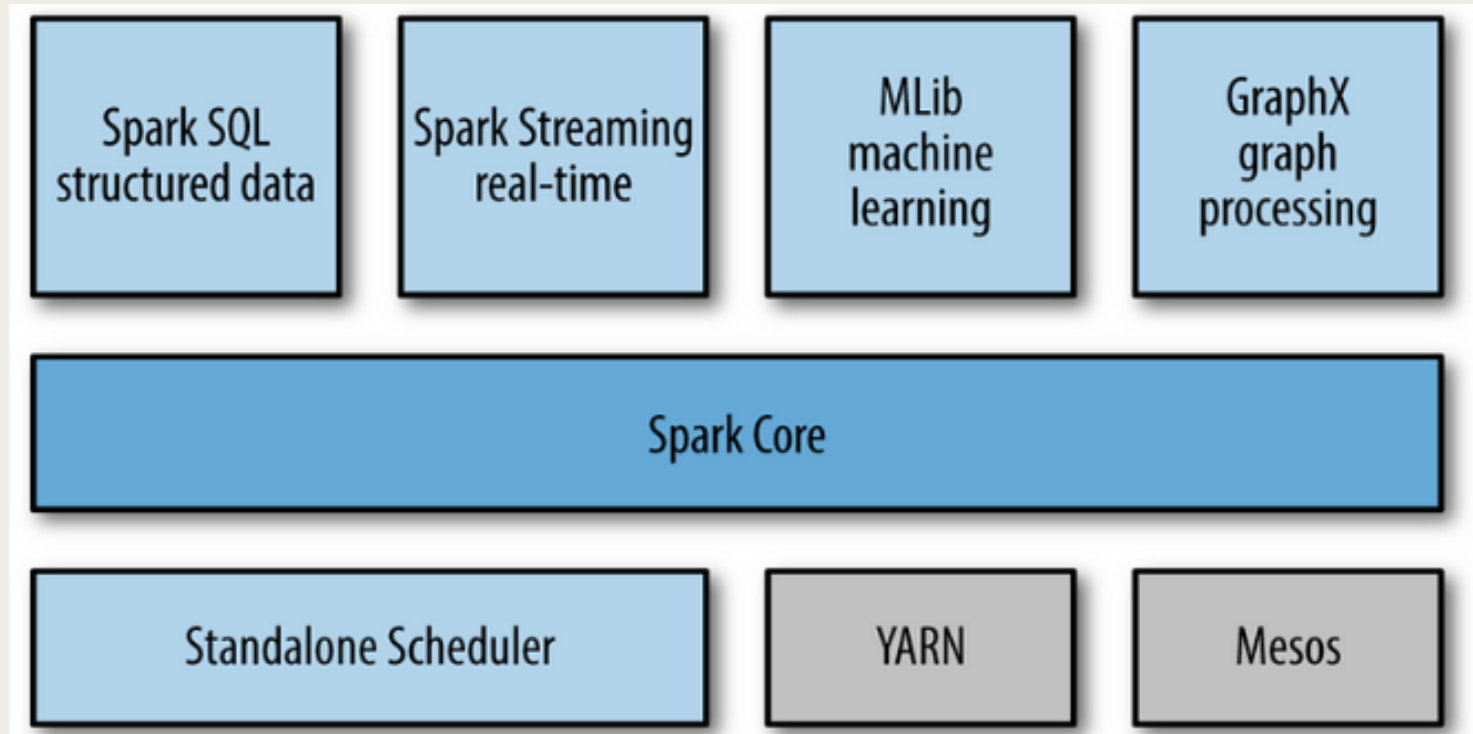 Spark SQL
structured data
Spark Streaming
real-time
MLib
machine
learning
GraphX
graph
processing
Spark Core
Standalone Scheduler
YARN
Mesos